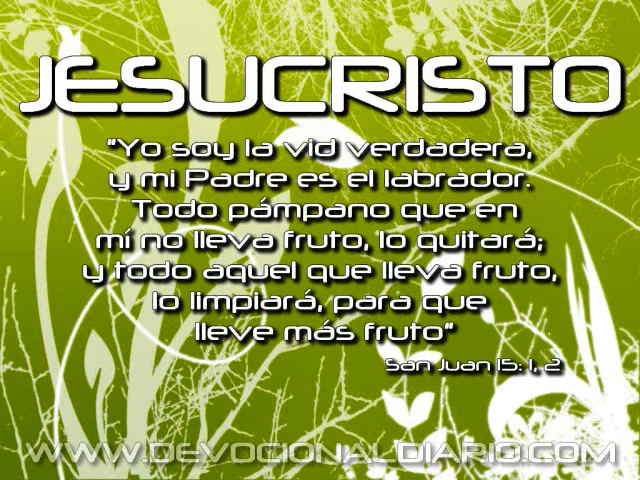 JESUCRISTO
"Yo soy la vid verdadera,
y mi Padre es el labrador.
Todo pámpano que en
mí no lleva fruto, lo quitará;
y todo aquel que lleva fruto,
lo limpiará, para que
lleve más fruto"
San Juan 15: 1, 2
WWW.DEVOCIONALDIARIO.COM